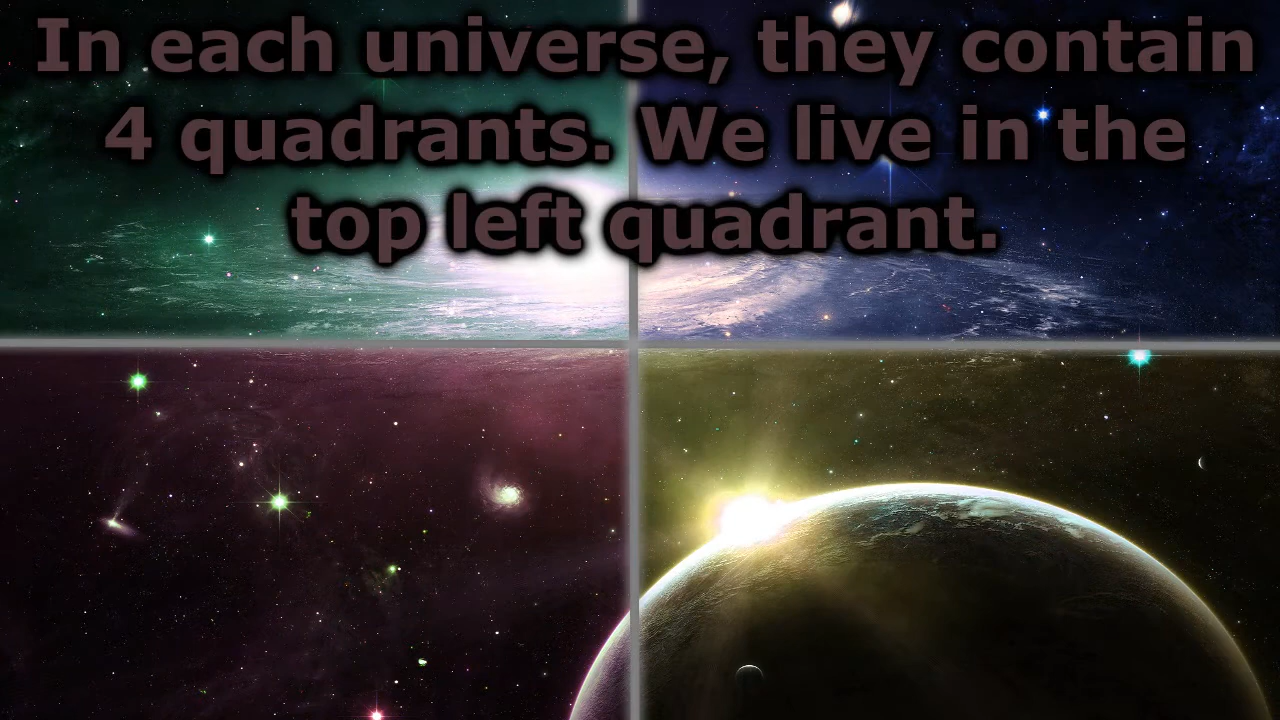 In each universe, they contain
4 quadrants. We live in the
top left quadrant.